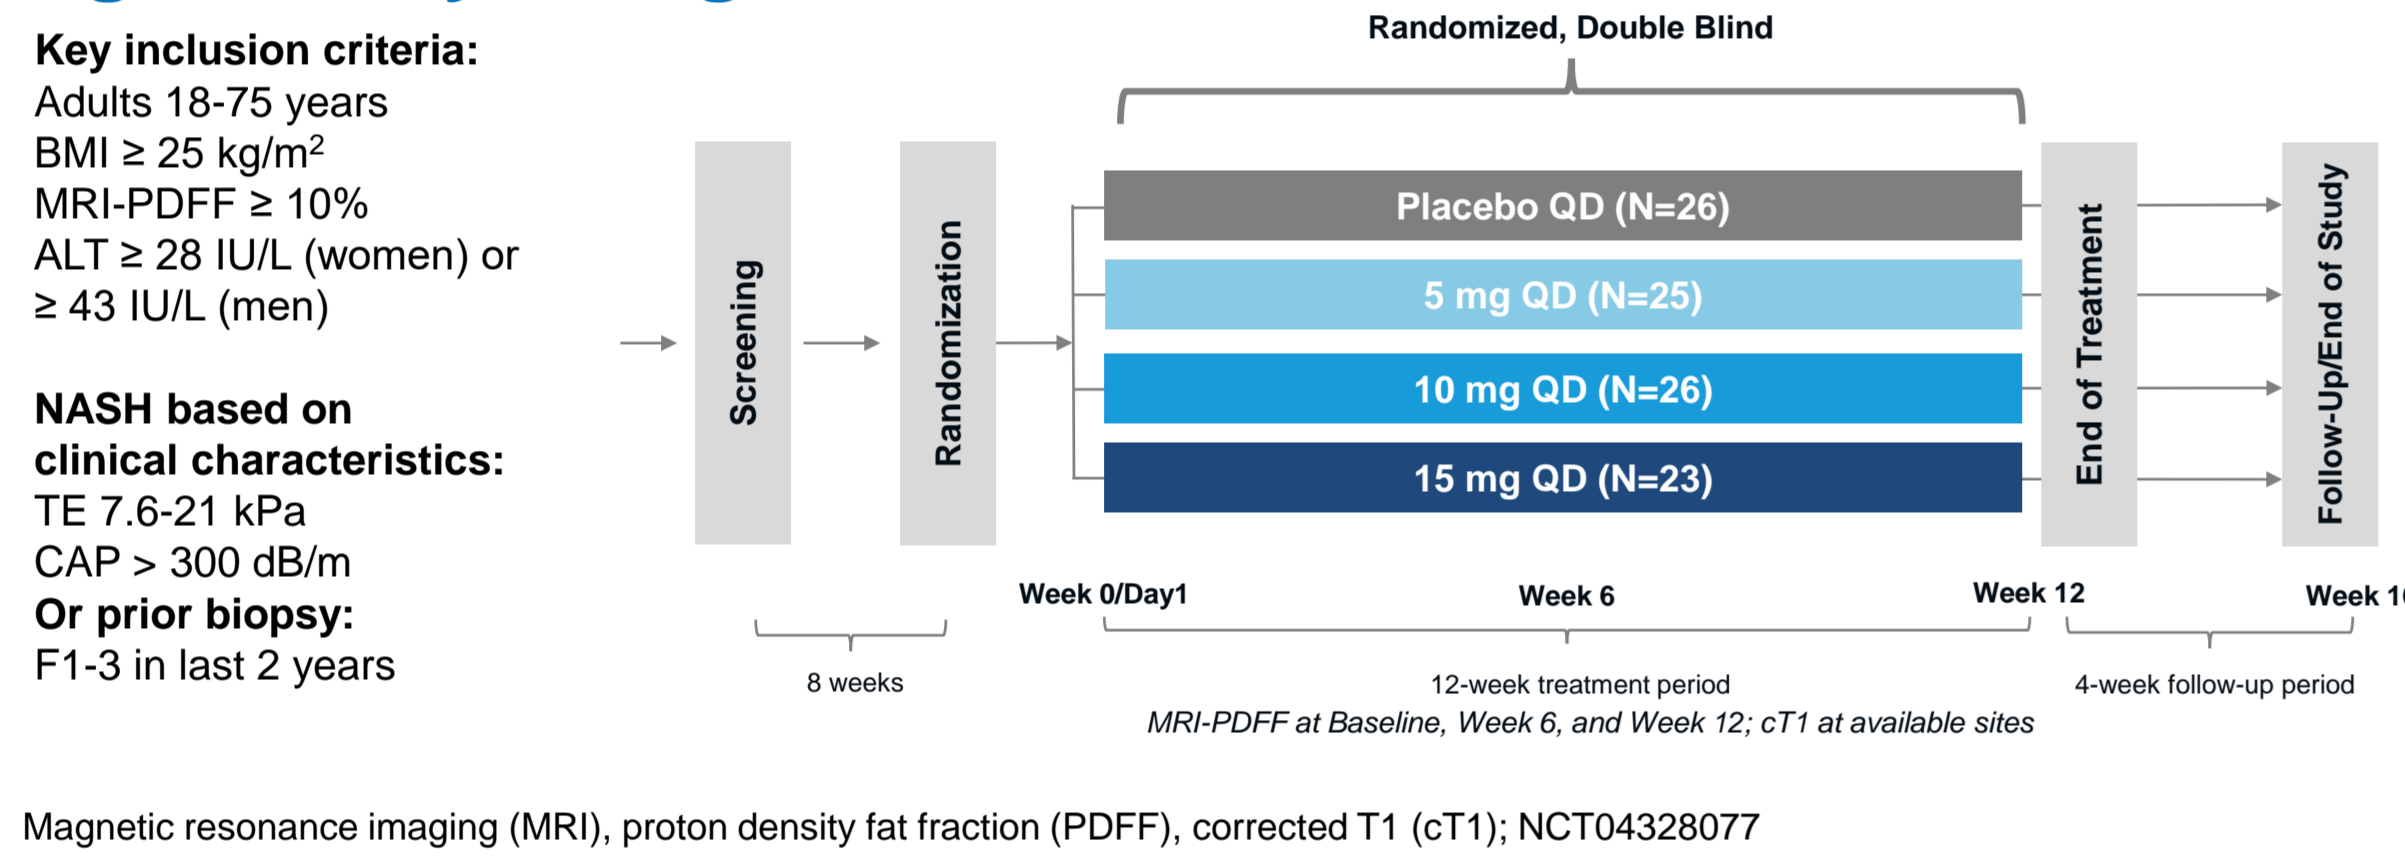 Key inclusion criteria:
Adults 18-75 years
BMI ≥ 25 kg/m²
MRI-PDFF ≥ 10%
ALT ≥ 28 IU/L (women) or
≥ 43 IU/L (men)
NASH based on
clinical characteristics:
TE 7.6-21 kPa
CAP > 300 dB/m
Or prior biopsy:
F1-3 in last 2 years
Randomized, Double Blind
Screening
Randomization
Placebo QD (N=26)
5 mg QD (N=25)
10 mg QD (N=26)
15 mg QD (N=23)
End of Treatment
Follow-Up/End of Study
Week 0/Day1
Week 6
Week 12
Week
8 weeks
12-week treatment period
MRI-PDFF at Baseline, Week 6, and Week 12; cT1 at available sites
4-week follow-up period
Magnetic resonance imaging (MRI), proton density fat fraction (PDFF), corrected T1 (cT1); NCT04328077